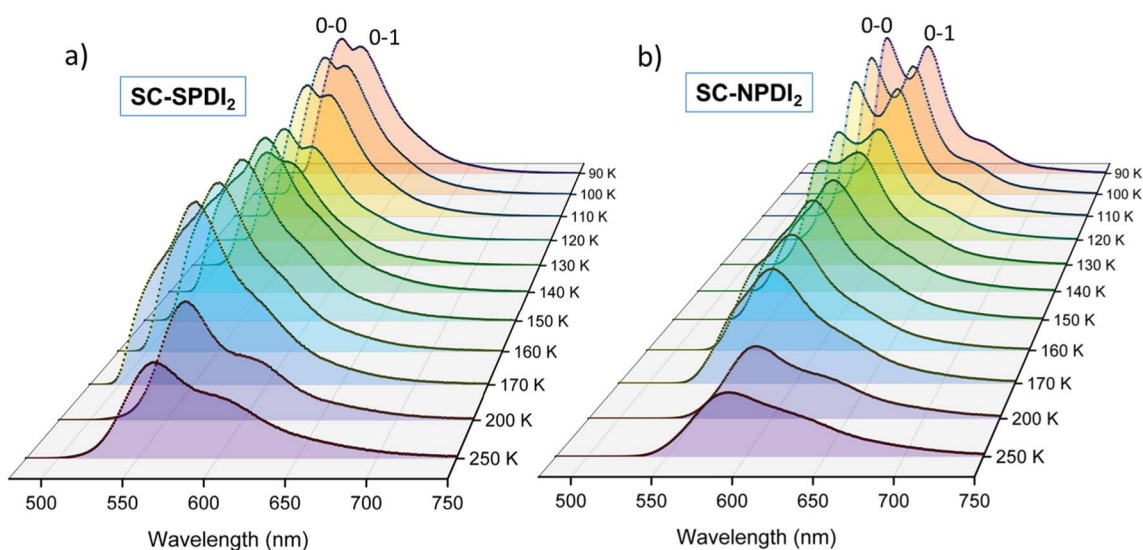 0-0
0-1
a)
SC-SPDI₂
90 K
100 K
110 K
120 K
130 K
140 K
150 K
160 K
170 K
200 K
250 K
500 550 600 650 700 750
Wavelength (nm)
0-0
0-1
b)
SC-NPDI₂
90 K
100 K
110 K
120 K
130 K
140 K
150 K
160 K
170 K
200 K
250 K
500 550 600 650 700 750
Wavelength (nm)